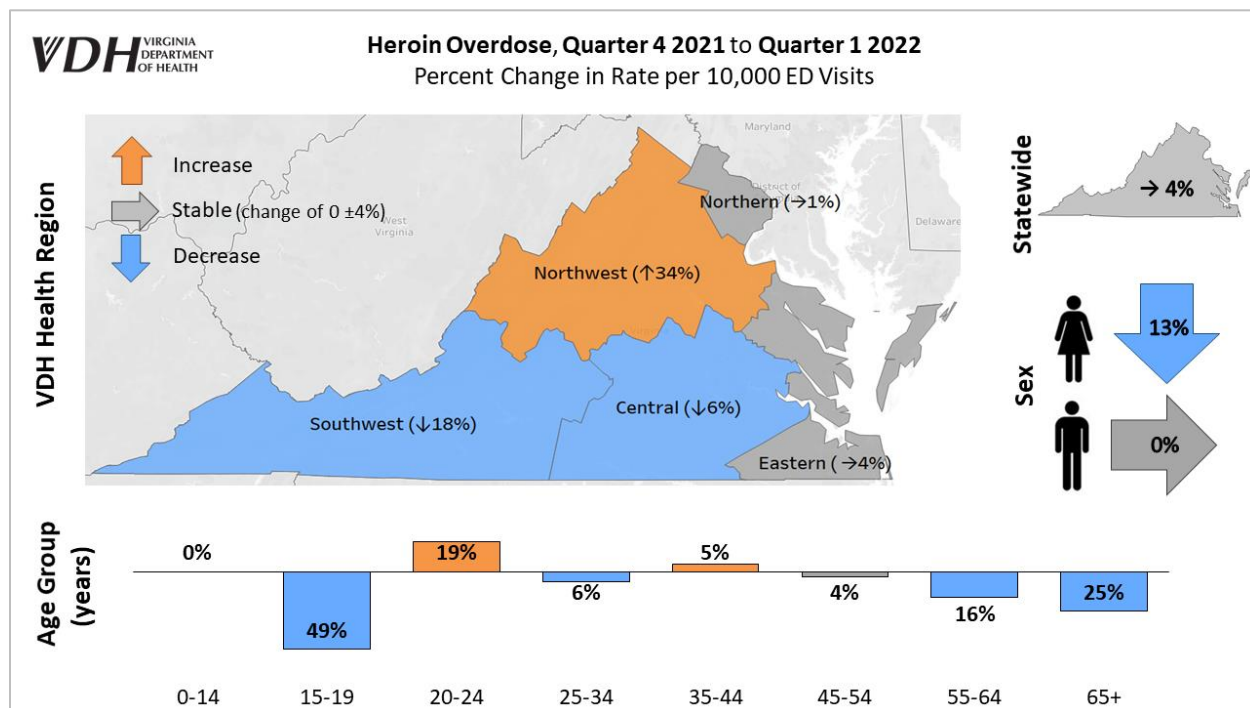 VDH VIRGINIA
DEPARTMENT
OF HEALTH
Heroin Overdose, Quarter 4 2021 to Quarter 1 2022
Percent Change in Rate per 10,000 ED Visits
VDH Health Region
Increase
Stable (change of 0 ±4%)
Decrease
Maryland
District of
West
Virginia
Delaware
Northern (→1%)
Northwest (↑34%)
Southwest (↓18%)
Central (↓6%)
Eastern ( →4%)
Statewide
→ 4%
Sex
13%
0%
Age Group
(years)
0%
49%
19%
6%
5%
4%
16%
25%
0-14
15-19
20-24
25-34
35-44
45-54
55-64
65+